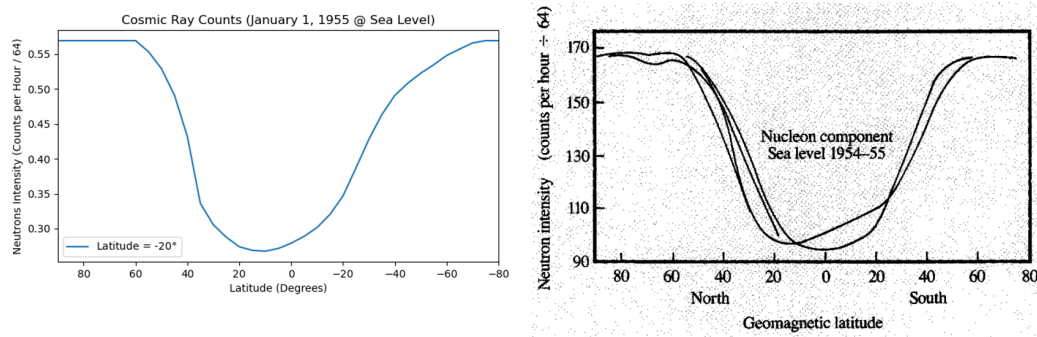 Cosmic Ray Counts (January 1, 1955 @ Sea Level)
Neutrons Intensity (Counts per Hour / 64)
0.55
0.50
0.45
0.40
0.35
0.30
Latitude = -20°
80
60
40
20
0
−20
−40
−60
−80
Latitude (Degrees)
Neutron intensity (counts per hour ÷ 64)
170
150
130
110
90
Nucleon component
Sea level 1954–55
80
60
40
20
0
20
40
60
80
North
South
Geomagnetic latitude